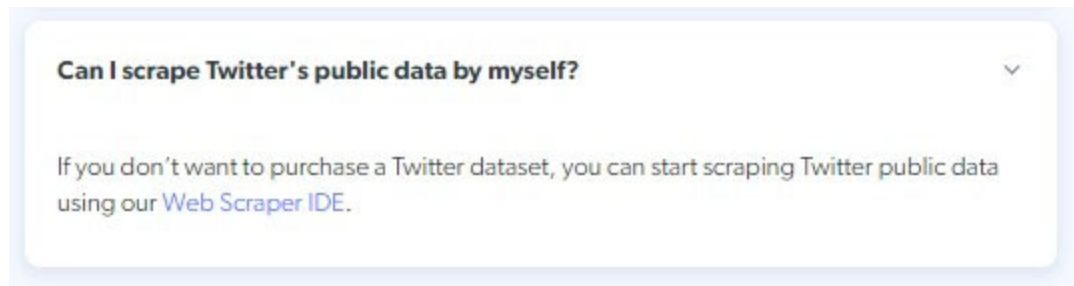 Can I scrape Twitter's public data by myself?
If you don’t want to purchase a Twitter dataset, you can start scraping Twitter public data
using our Web Scraper IDE.